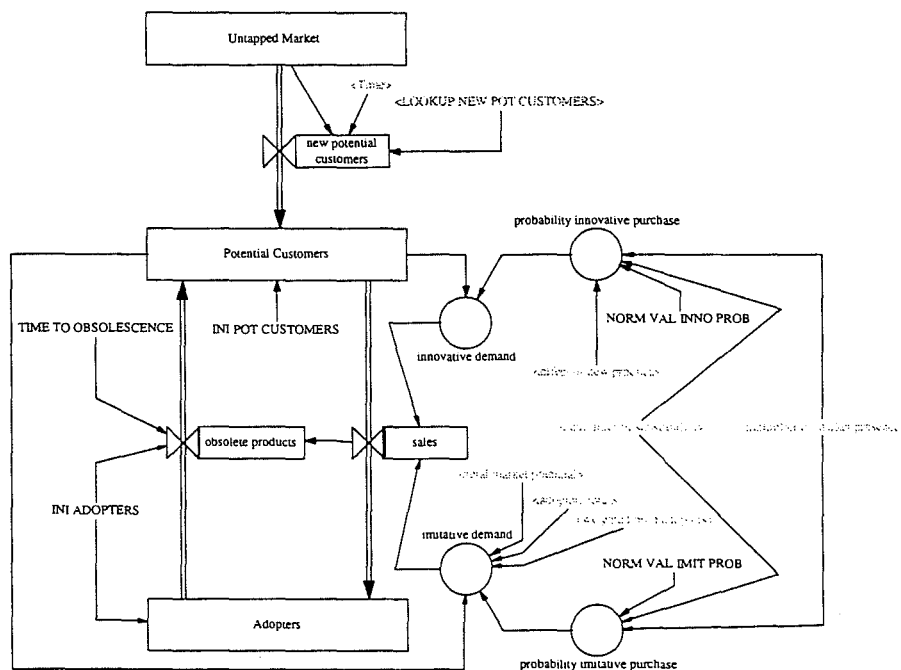 Untapped Market
<Time>
<LOOKUP NEW POT CUSTOMERS>
new potential
customers
probability innovative purchase
Potential Customers
TIME TO OBSOLESCENCE
INI POT CUSTOMERS
NORM VAL INNO PROB
innovative demand
obsolete products
sales
INI ADOPTERS
imitative demand
NORM VAL IMIT PROB
Adopters
probability imitative purchase